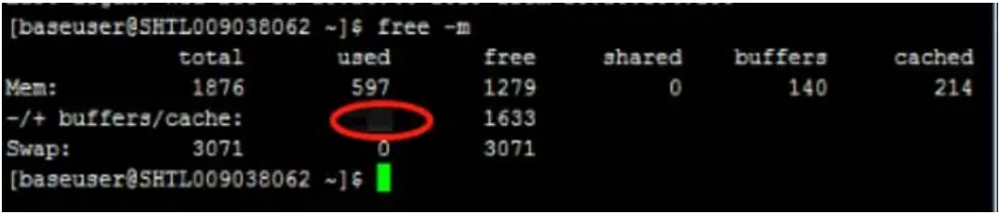 [baseuser@SHTL009038062 ~]$ free -m
total used free shared buffers cached
Mem: 1876 597 1279 0 140 214
-/+ buffers/cache: 1633
Swap: 3071 0 3071
[baseuser@SHTL009038062 ~]$